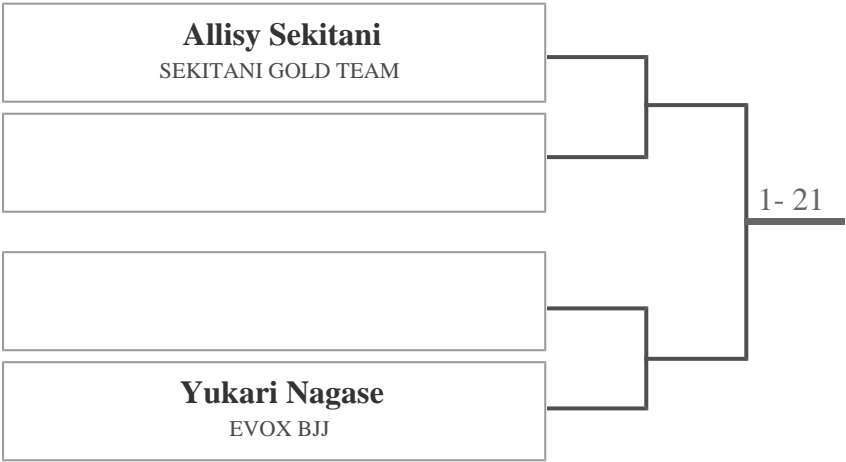 Allisy Sekitani
SEKITANI GOLD TEAM
1- 21
Yukari Nagase
EVOX BJJ